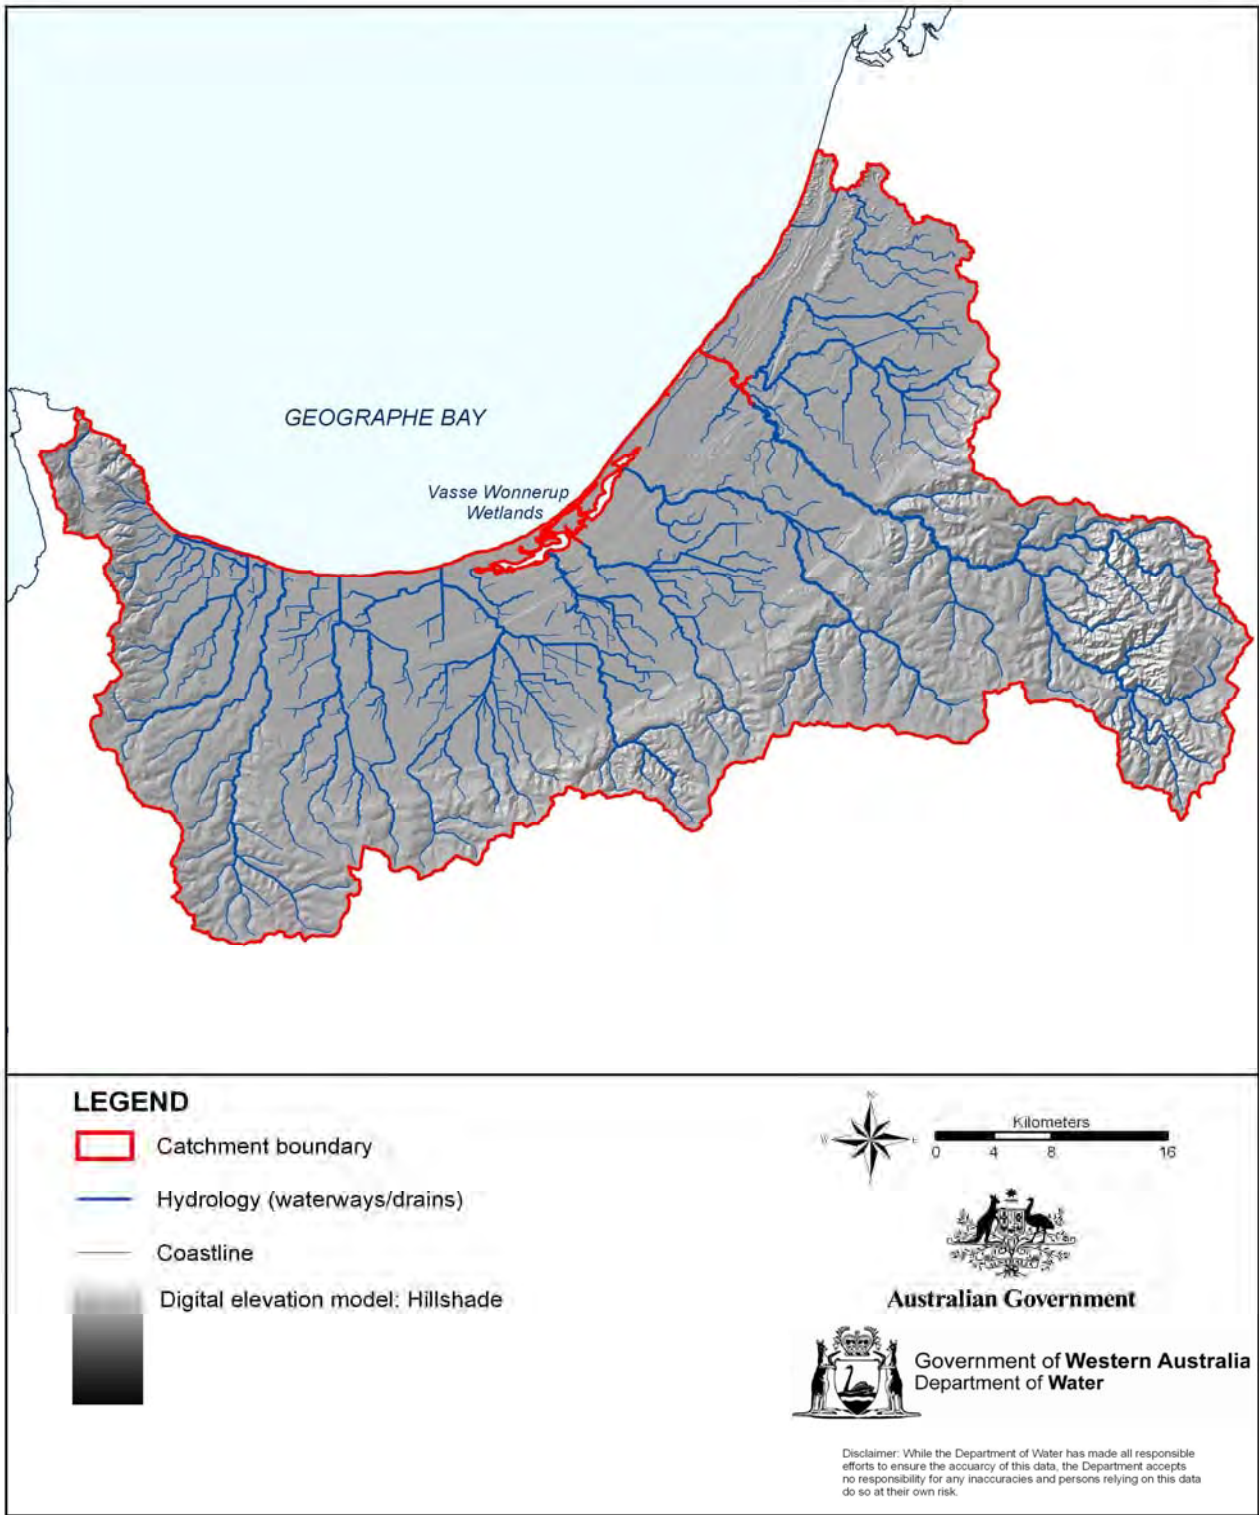 GEOGRAPHE BAY
Vasse Wonnerup
Wetlands
LEGEND
Catchment boundary
Hydrology (waterways/drains)
Coastline
Digital elevation model: Hillshade
N
W
E
S
Kilometers
0 4 8 16
Australian Government
Government of Western Australia
Department of Water
Disclaimer: While the Department of Water has made all responsible
efforts to ensure the accuarcy of this data, the Department accepts
no responsibility for any inaccuracies and persons relying on this data
do so at their own risk.